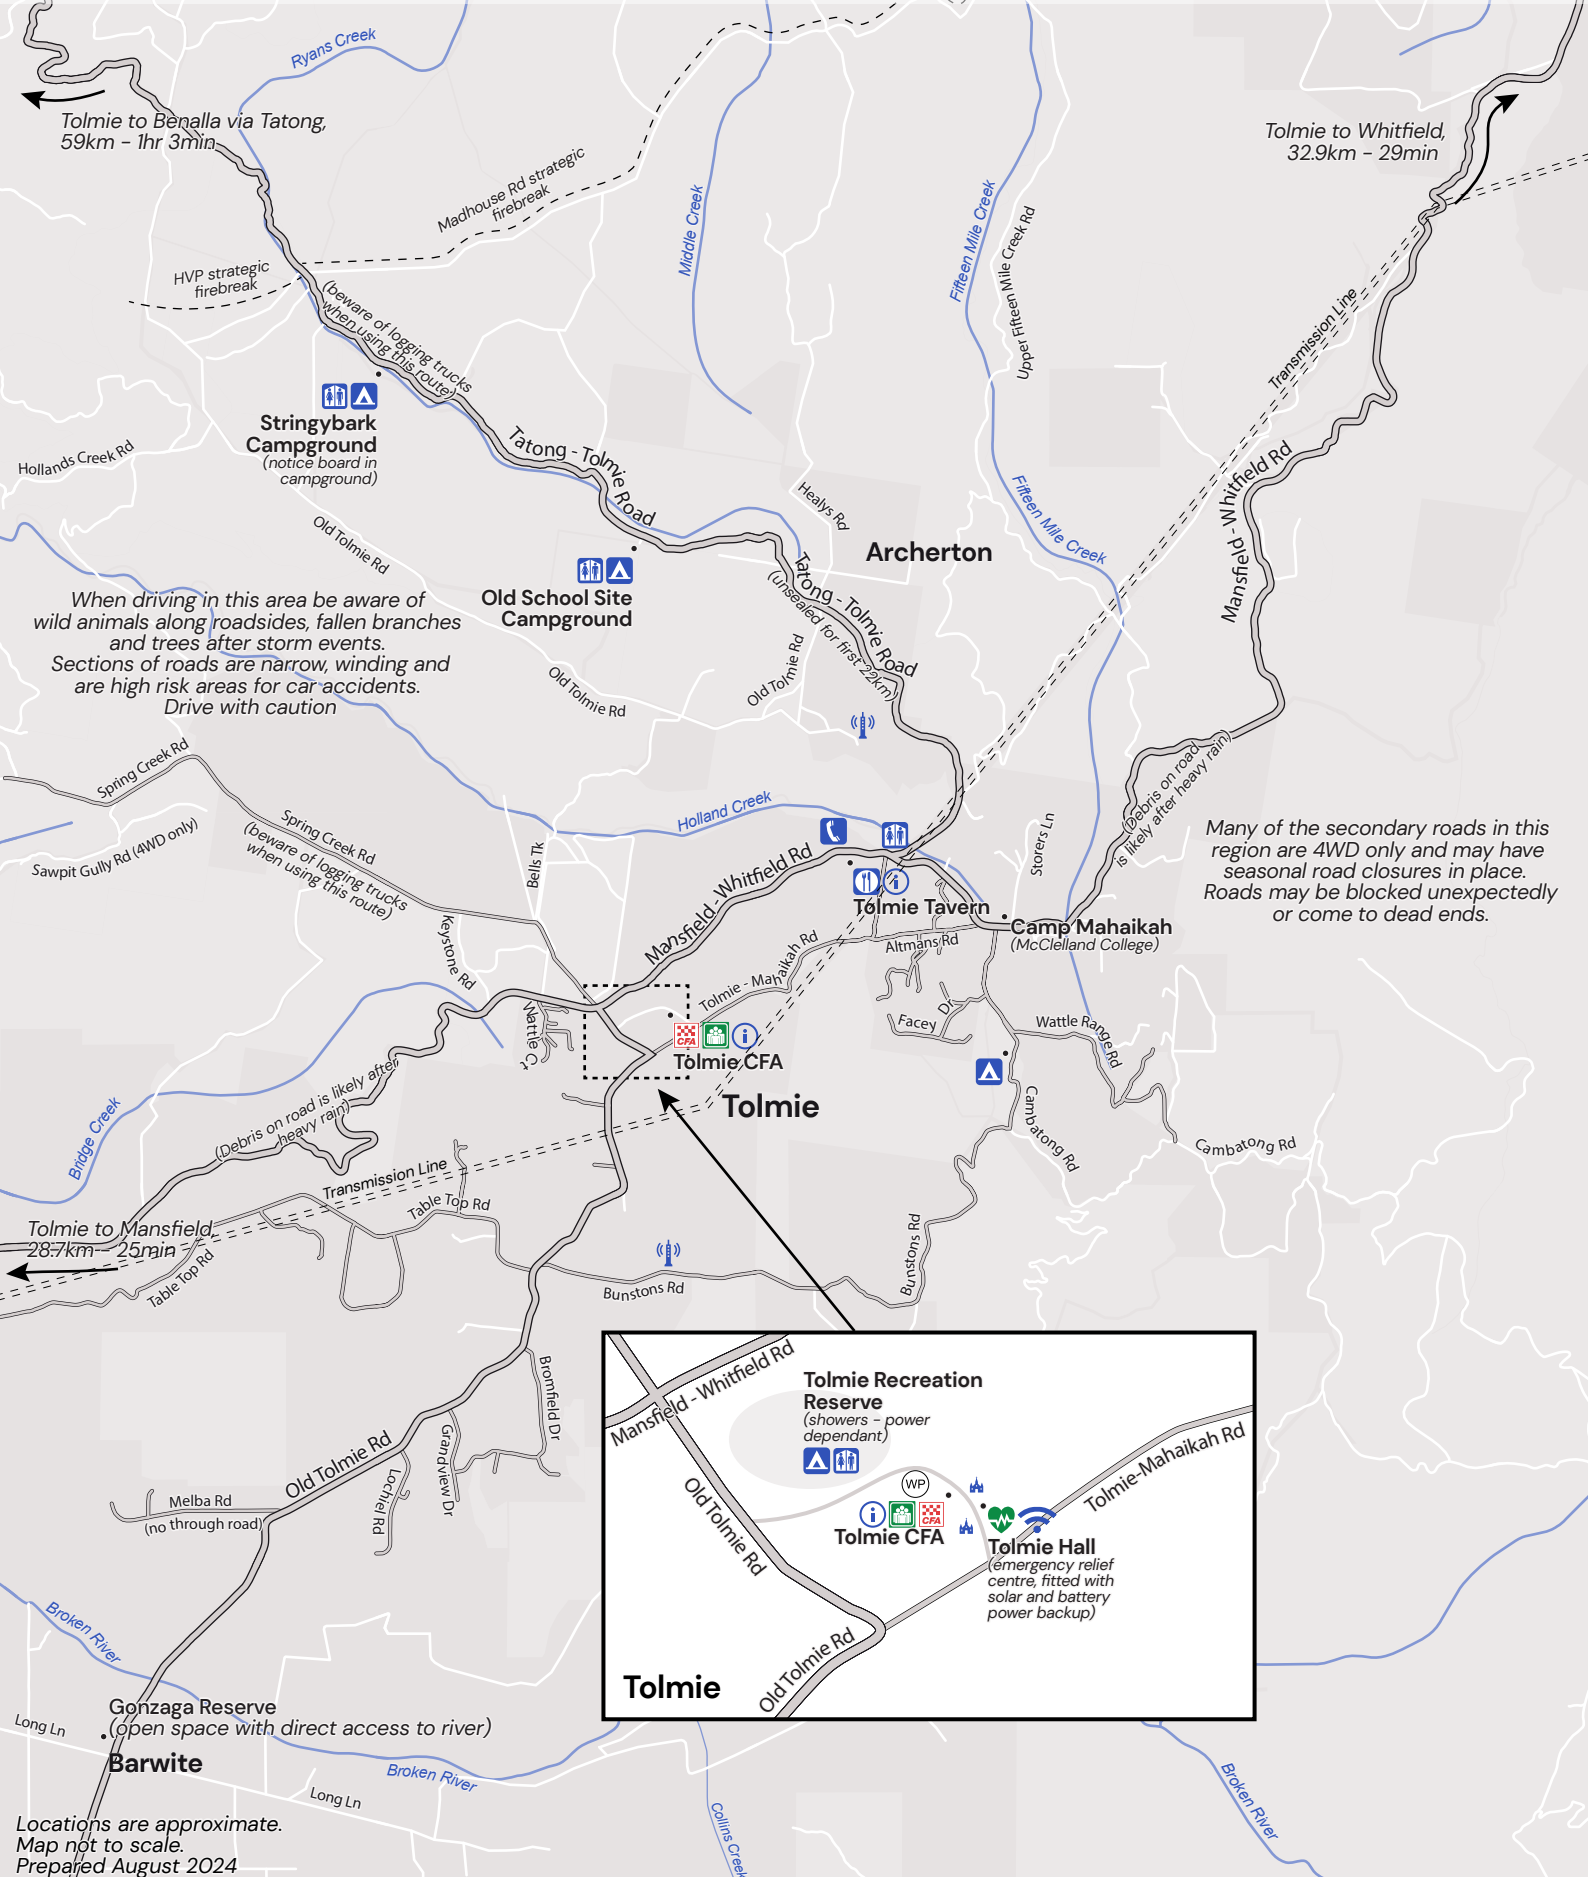 Ryans Creek
Tolmie to Benalla via Tatong,
59km - 1hr 3min
Tolmie to Whitfield,
32.9km - 29min
Madhouse Rd strategic
firebreak
HVP strategic
firebreak
Middle Creek
Fifteen Mile Creek
Upper Fifteen Mile Creek Rd
Transmission Line
(beware of logging trucks
when using this route)
Stringybark
Campground
(notice board in
campground)
Hollands Creek Rd
Tatong - Tolmie Road
Mansfield - Whitfield Rd
Healys Rd
Fifteen Mile Creek
Old Tolmie Rd
Archerton
Old School Site
Campground
Tatong - Tolmie Road
(unsealed for first 22km)
When driving in this area be aware of
wild animals along roadsides, fallen branches
and trees after storm events.
Sections of roads are narrow, winding and
are high risk areas for car accidents.
Drive with caution
Old Tolmie Rd
Old Tolmie Rd
Spring Creek Rd
(Debris on road
is likely after heavy rain)
Holland Creek
Spring Creek Rd
(beware of logging trucks
when using this route)
Sawpit Gully Rd (4WD only)
Bells Tk
Storers Ln
Many of the secondary roads in this
region are 4WD only and may have
seasonal road closures in place.
Roads may be blocked unexpectedly
or come to dead ends.
Mansfield - Whitfield Rd
Tolmie Tavern
Camp Mahaikah
(McClelland College)
Altmans Rd
Keystone Rd
Tolmie - Mahaikah Rd
Wattle Ct
Facey Dr
Wattle Range Rd
CFA
Tolmie CFA
Tolmie
(Debris on road is likely after
heavy rain)
Bridge Creek
Cambatong Rd
Cambatong Rd
Transmission Line
Table Top Rd
Tolmie to Mansfield,
28.7km - 25min
Table Top Rd
Bunstons Rd
Bunstons Rd
Bromfield Dr
Grandview Dr
Old Tolmie Rd
Lochiel Rd
Melba Rd
(no through road)
Mansfield - Whitfield Rd
Tolmie Recreation
Reserve
(showers - power
dependant)
WP
CFA
Tolmie CFA
Old Tolmie Rd
Tolmie-Mahaikah Rd
Tolmie Hall
(emergency relief
centre, fitted with
solar and battery
power backup)
Old Tolmie Rd
Tolmie
Broken River
Gonzaga Reserve
(open space with direct access to river)
Long Ln
Barwite
Broken River
Long Ln
Collins Creek
Broken River
Locations are approximate.
Map not to scale.
Prepared August 2024